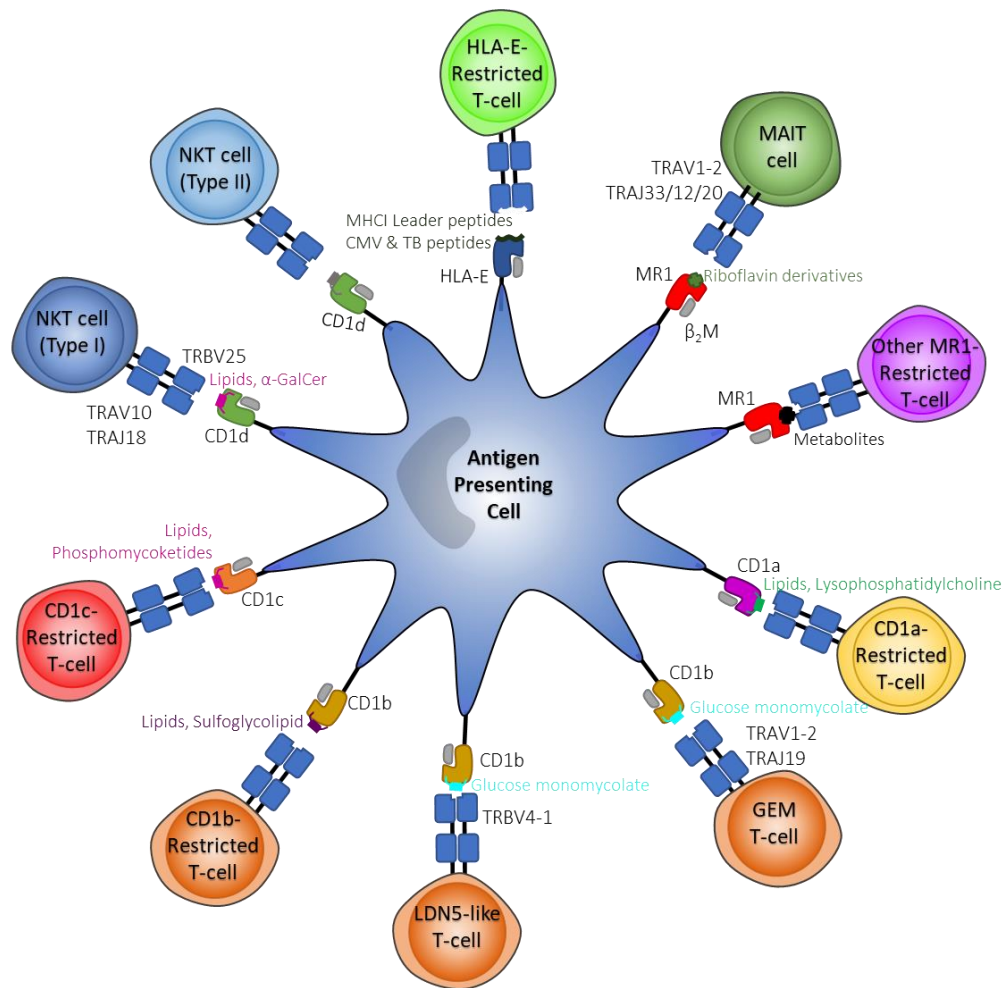 HLA-E-
Restricted
T-cell
MAIT
cell
NKT cell
(Type II)
TRAV1-2
TRAJ33/12/20
MHCI Leader peptides
CMV & TB peptides
HLA-E
MR1
Riboflavin derivatives
β₂M
CD1d
NKT cell
(Type I)
TRBV25
Lipids, α-GalCer
TRAV10
TRAJ18
CD1d
Other MR1-
Restricted
T-cell
MR1
Metabolites
Antigen
Presenting
Cell
Lipids,
Phosphomycoketides
CD1c
CD1c-
Restricted
T-cell
CD1a
Lipids, Lysophosphatidylcholine
CD1a-
Restricted
T-cell
CD1b
Lipids, Sulfoglycolipid
CD1b-
Restricted
T-cell
CD1b
Glucose monomycolate
TRBV4-1
LDN5-like
T-cell
CD1b
Glucose monomycolate
TRAV1-2
TRAJ19
GEM
T-cell